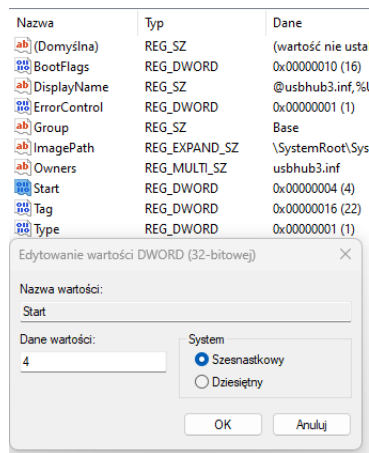 Nazwa Typ Dane
(Domyślna) REG_SZ (wartość nie usta
BootFlags REG_DWORD 0x00000010 (16)
DisplayName REG_SZ @usbhub3.inf,%U
ErrorControl REG_DWORD 0x00000001 (1)
Group REG_SZ Base
ImagePath REG_EXPAND_SZ \SystemRoot\Sys
Owners REG_MULTI_SZ usbhub3.inf
Start REG_DWORD 0x00000004 (4)
Tag REG_DWORD 0x00000016 (22)
Type REG_DWORD 0x00000001 (1)
Edytowanie wartości DWORD (32-bitowej)
Nazwa wartości:
Start
Dane wartości:
4
System
Szesnastkowy
Dziesiętny
OK Anuluj